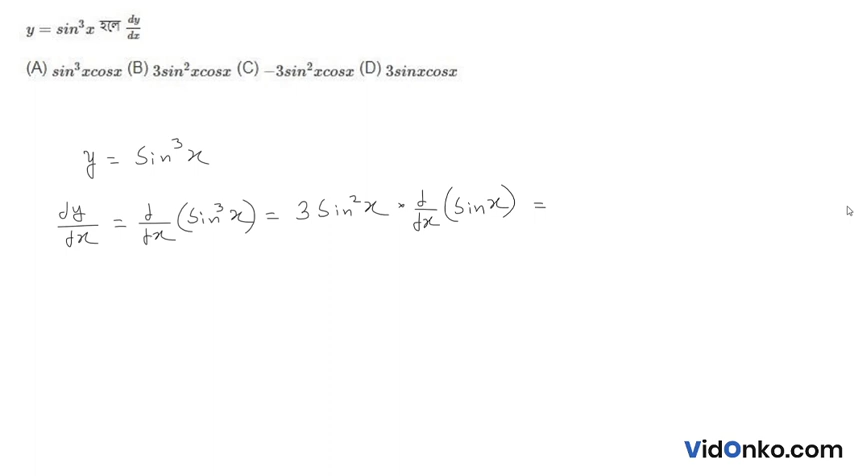 y = sin³x হলে dy/dx
(A) sin³xcosx (B) 3sin²xcosx (C) −3sin²xcosx (D) 3sinxcosx
y = Sin³x
dy/dx = d/dx (Sin³x) = 3 Sin²x · d/dx (Sinx) =
VidOnko.com